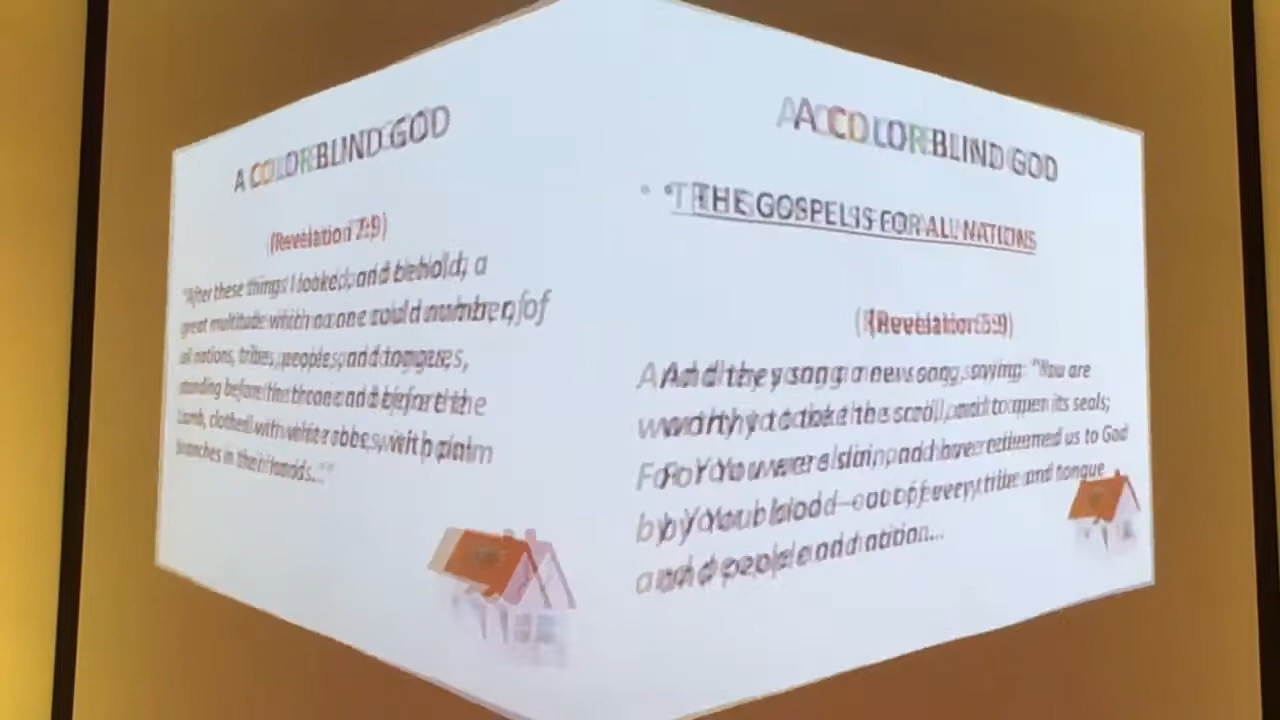 A COLOR BLIND GOD
(Revelation 7:9)
"After these things I looked, and behold, a
great multitude which no one could number, of
all nations, tribes, peoples, and tongues,
standing before the throne and before the
Lamb, clothed with white robes, with palm
branches in their hands..."
A COLOR BLIND GOD
• THE GOSPEL IS FOR ALL NATIONS
(Revelation 5:9)
And they sang a new song, saying: "You are
worthy to take the scroll, and to open its seals;
For You were slain, and have redeemed us to God
by Your blood—out of every tribe and tongue
and people and nation...